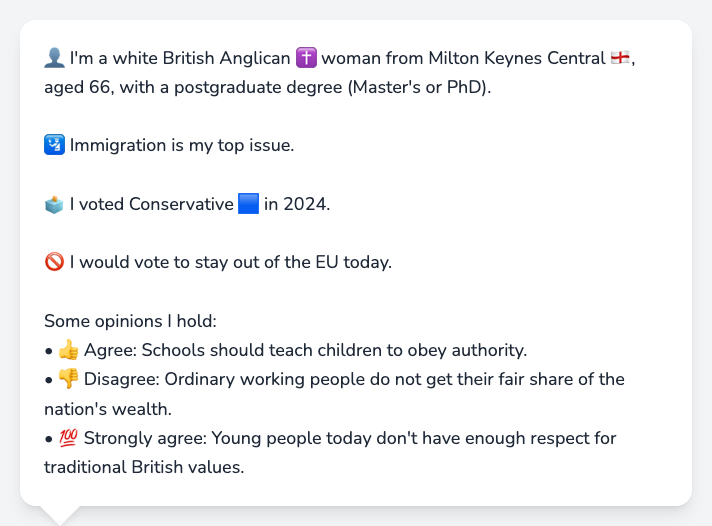 👤 I'm a white British Anglican ✝️ woman from Milton Keynes Central 🏴󠁧󠁢󠁥󠁮󠁧󠁿,
aged 66, with a postgraduate degree (Master's or PhD).
🛂 Immigration is my top issue.
🗳️ I voted Conservative 🟦 in 2024.
🚫 I would vote to stay out of the EU today.
Some opinions I hold:
• 👍 Agree: Schools should teach children to obey authority.
• 👎 Disagree: Ordinary working people do not get their fair share of the
nation's wealth.
• 💯 Strongly agree: Young people today don't have enough respect for
traditional British values.